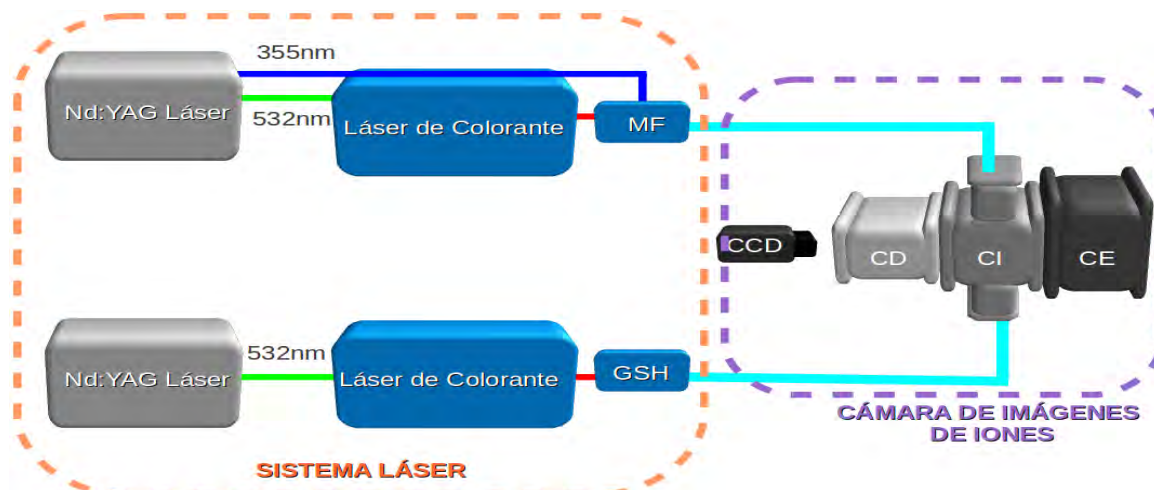 355nm
Nd:YAG Láser
532nm
Láser de Colorante
MF
CCD
CD
CI
CE
532nm
Nd:YAG Láser
Láser de Colorante
GSH
CÁMARA DE IMÁGENES
DE IONES
SISTEMA LÁSER